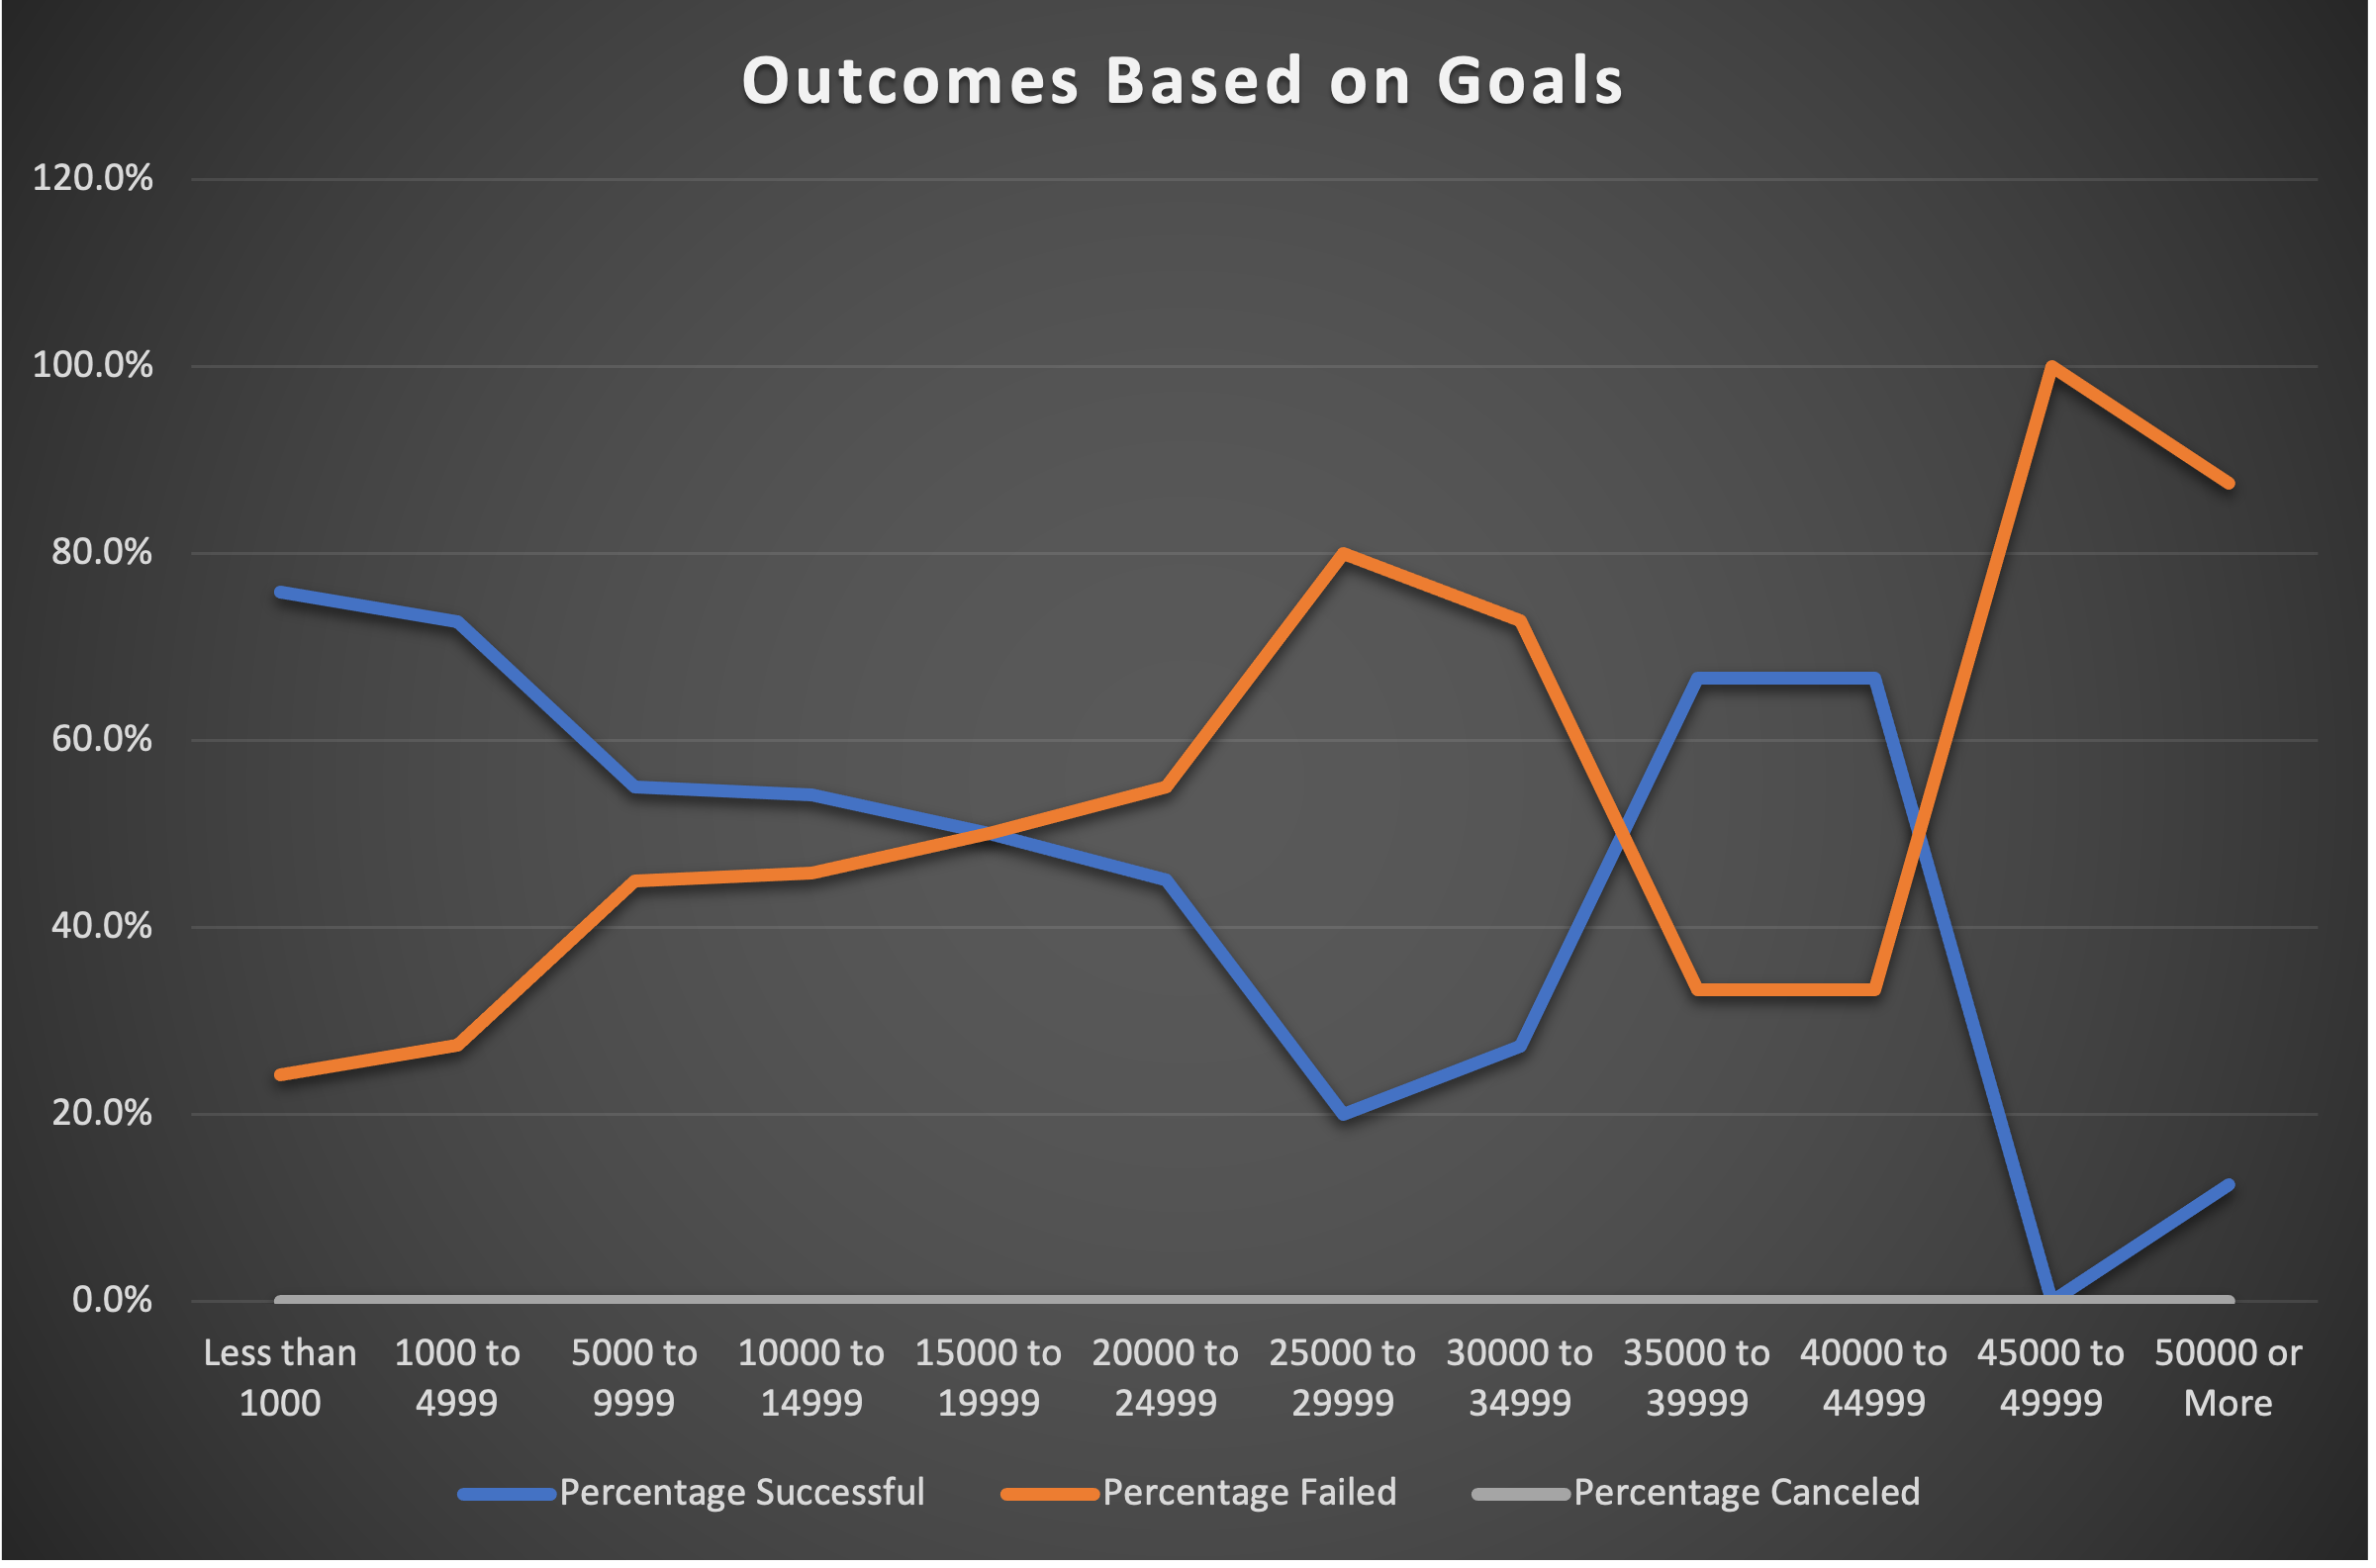 Outcomes Based on Goals
120.0%
100.0%
80.0%
60.0%
40.0%
20.0%
0.0%
Less than 1000 to 5000 to 10000 to 15000 to 20000 to 25000 to 30000 to 35000 to 40000 to 45000 to 50000 or
1000 4999 9999 14999 19999 24999 29999 34999 39999 44999 49999 More
Percentage Successful Percentage Failed Percentage Canceled